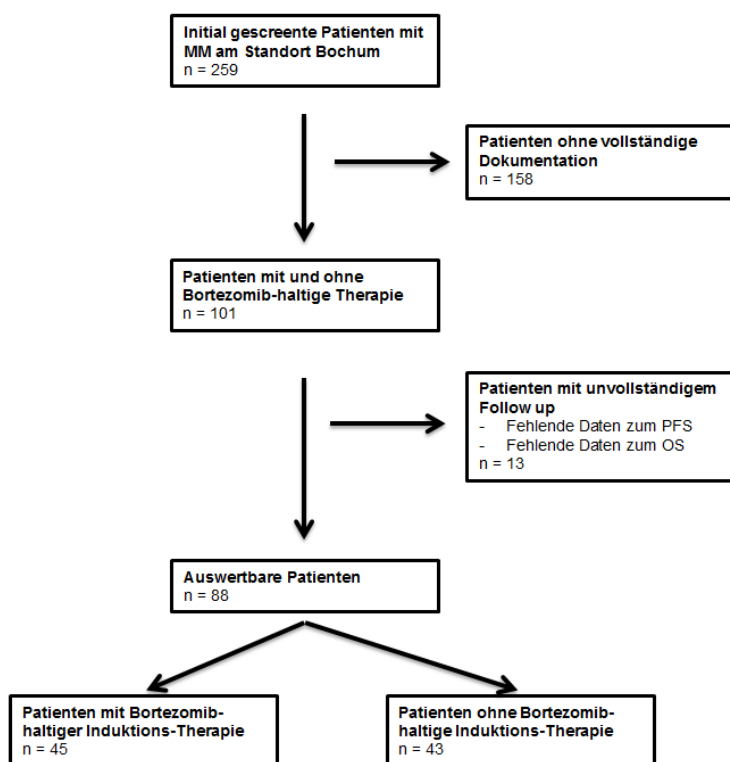 Initial gescreente Patienten mit
MM am Standort Bochum
n = 259
Patienten ohne vollständige
Dokumentation
n = 158
Patienten mit und ohne
Bortezomib-haltige Therapie
n = 101
Patienten mit unvollständigem
Follow up
- Fehlende Daten zum PFS
- Fehlende Daten zum OS
n = 13
Auswertbare Patienten
n = 88
Patienten mit Bortezomib-
haltiger Induktions-Therapie
n = 45
Patienten ohne Bortezomib-
haltige Induktions-Therapie
n = 43